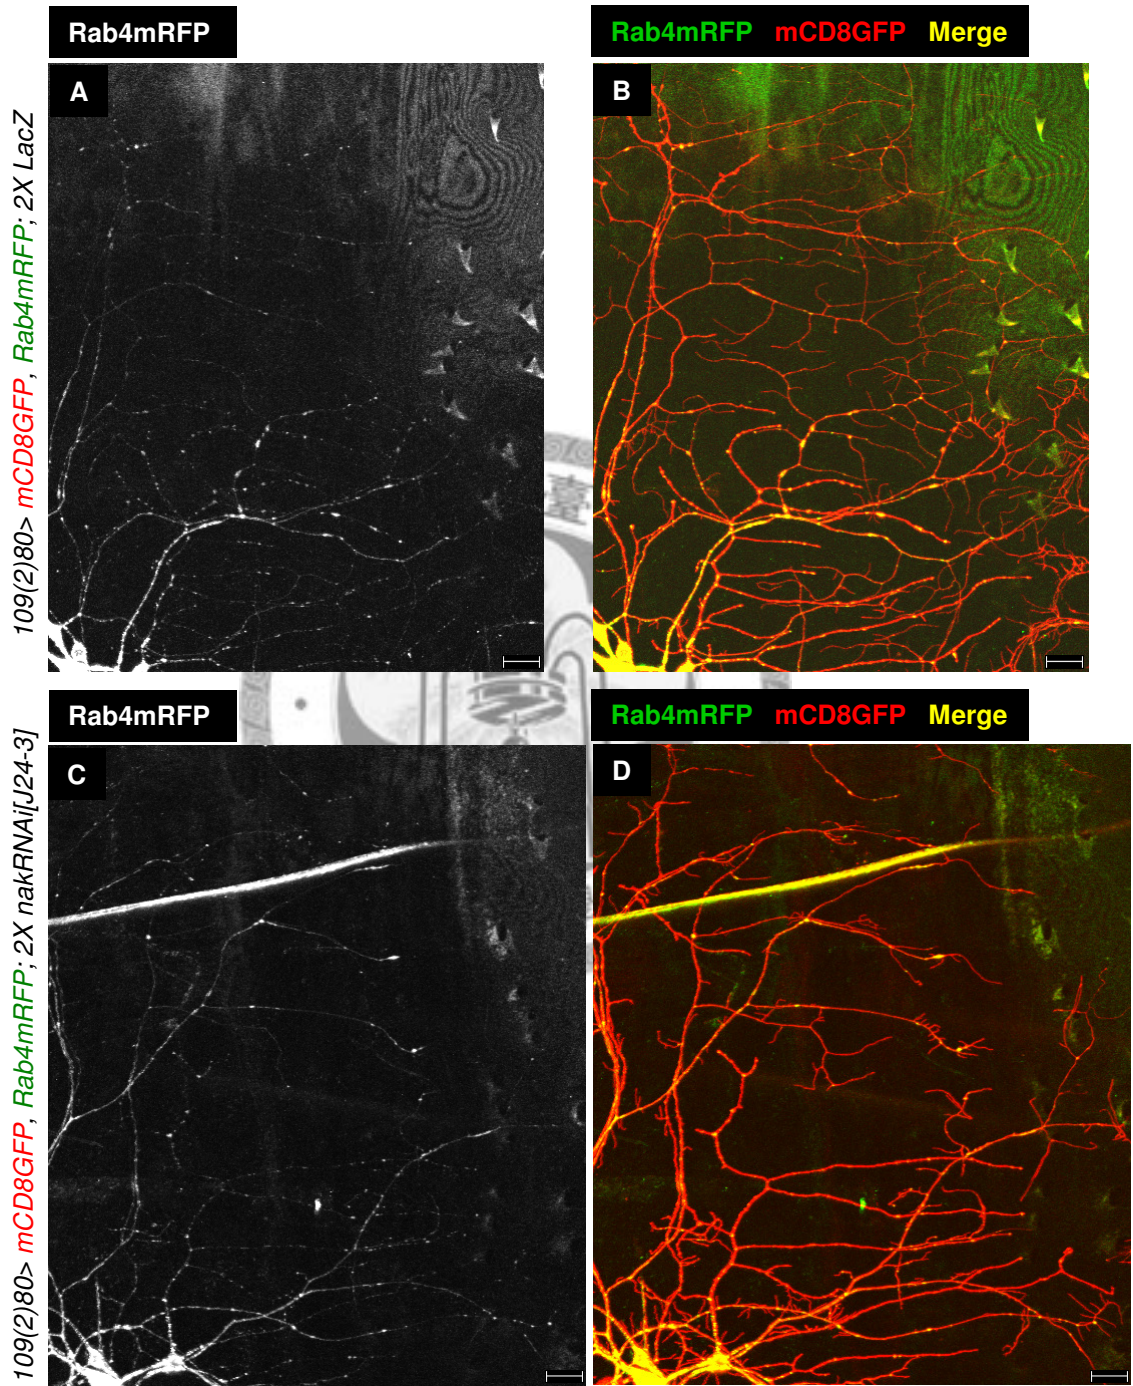 Rab4mRFP
Rab4mRFP mCD8GFP Merge
A
B
109(2)80> mCD8GFP, Rab4mRFP; 2X LacZ
臺
Rab4mRFP
Rab4mRFP mCD8GFP Merge
C
D
109(2)80> mCD8GFP, Rab4mRFP; 2X nakRNAi[J24-3]